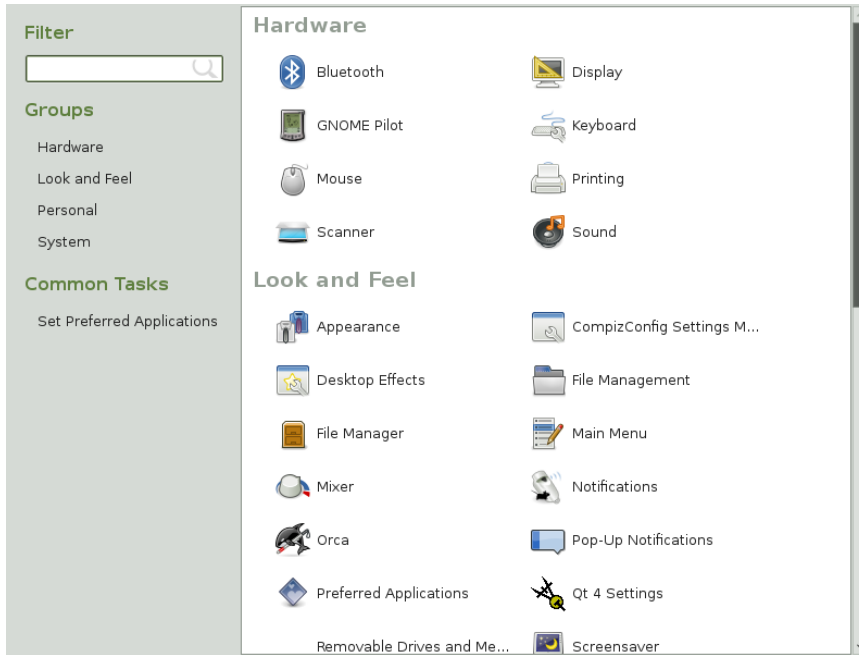 Filter
Groups
Hardware
Look and Feel
Personal
System
Common Tasks
Set Preferred Applications
Hardware
Bluetooth
Display
GNOME Pilot
Keyboard
Mouse
Printing
Scanner
Sound
Look and Feel
Appearance
CompizConfig Settings M...
Desktop Effects
File Management
File Manager
Main Menu
Mixer
Notifications
Orca
Pop-Up Notifications
Preferred Applications
Qt 4 Settings
Removable Drives and Me...
Screensaver